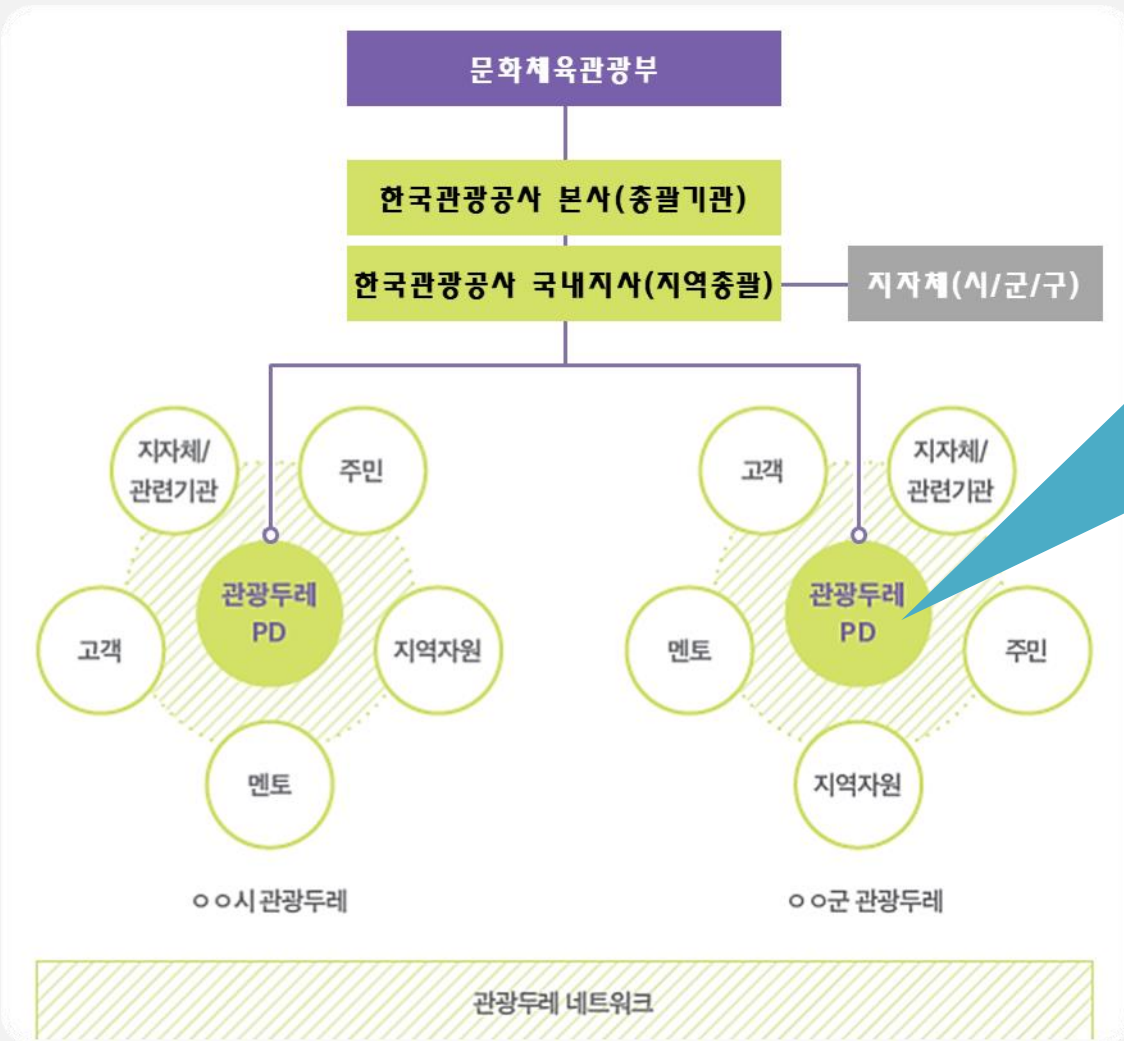 문화체육관광부
한국관광공사 본사(총괄기관)
한국관광공사 국내지사(지역총괄)
지자체(시/군/구)
지자체/
관련기관
주민
관광두레
PD
고객
지역자원
멘토
ㅇㅇ시 관광두레
고객
지자체/
관련기관
관광두레
PD
멘토
주민
지역자원
ㅇㅇ군 관광두레
관광두레 네트워크